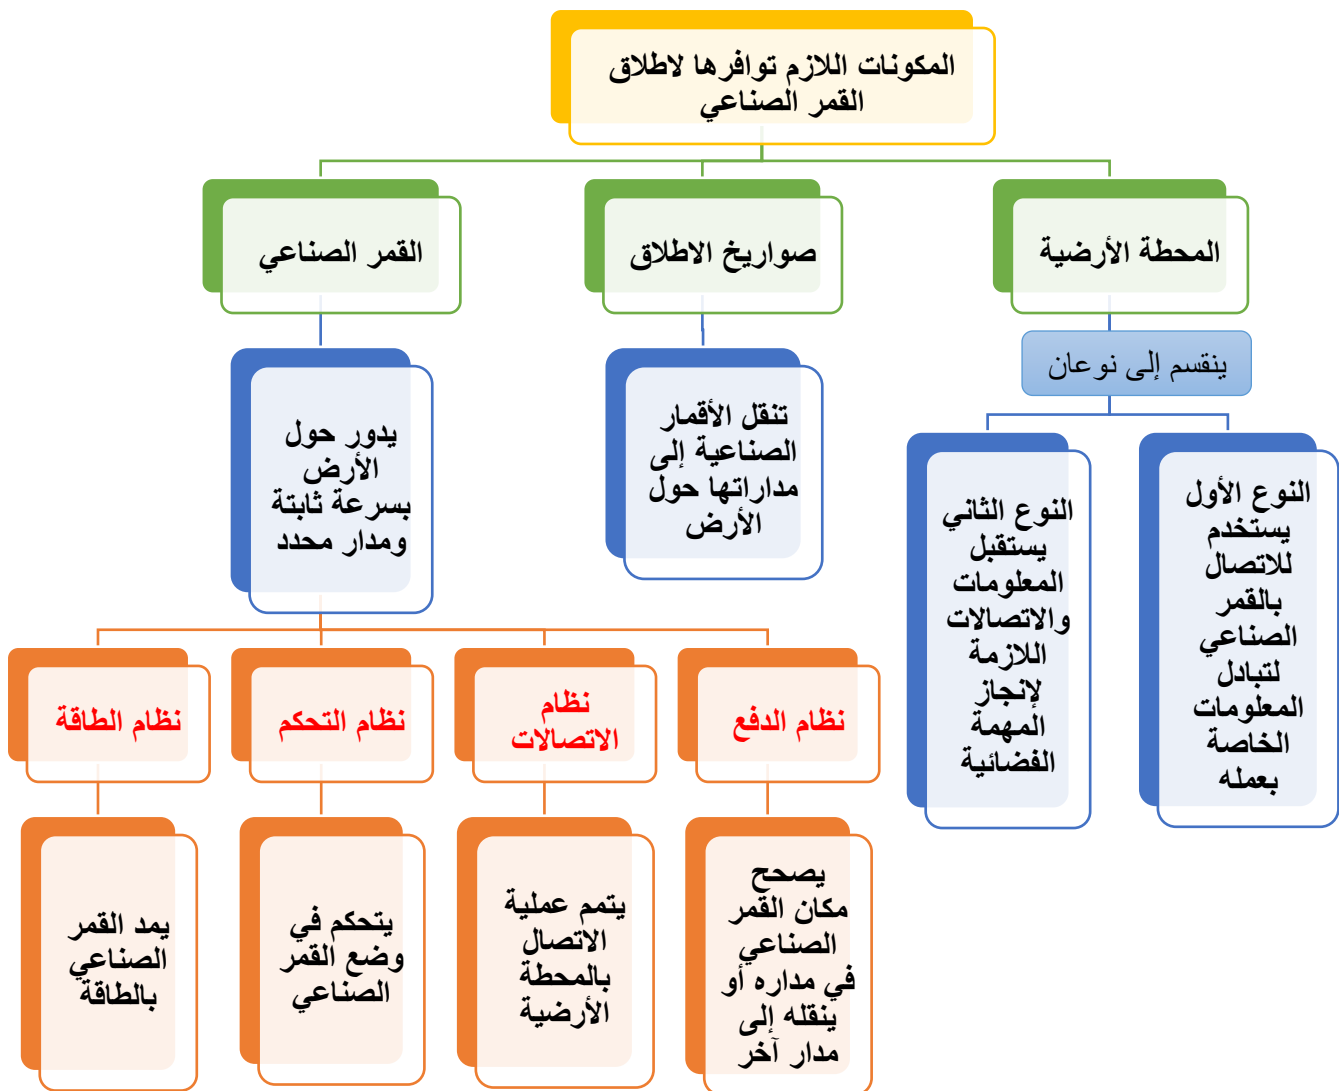 المكونات اللازم توافرها لاطلاق
القمر الصناعي
المحطة الأرضية
صواريخ الاطلاق
القمر الصناعي
ينقسم إلى نوعان
النوع الأول
يستخدم
للاتصال
بالقمر
الصناعي
لتبادل
المعلومات
الخاصة
بعمله
النوع الثاني
يستقبل
المعلومات
والاتصالات
اللازمة
لإنجاز
المهمة
الفضائية
تنقل الأقمار
الصناعية إلى
مداراتها حول
الأرض
يدور حول
الأرض
بسرعة ثابتة
ومدار محدد
نظام الدفع
نظام
الاتصالات
نظام التحكم
نظام الطاقة
يصحح
مكان القمر
الصناعي
في مداره أو
ينقله إلى
مدار آخر
يتمم عملية
الاتصال
بالمحطة
الأرضية
يتحكم في
وضع القمر
الصناعي
يمد القمر
الصناعي
بالطاقة